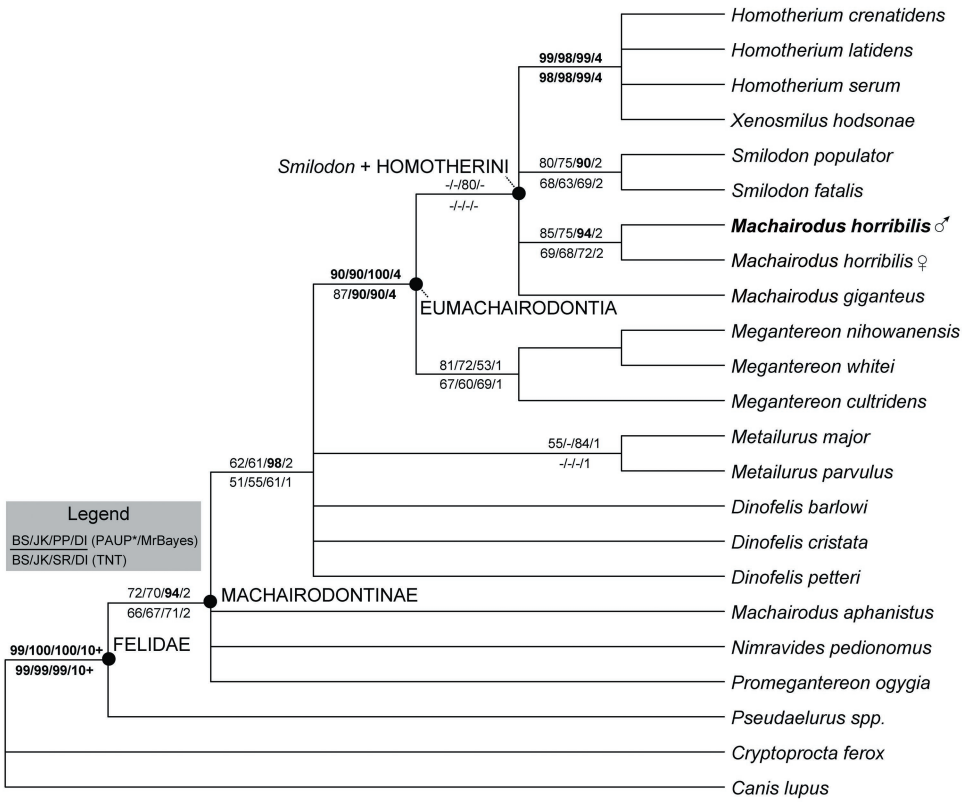 Homotherium crenatidens
Homotherium latidens
99/98/99/4
98/98/99/4
Homotherium serum
Xenosmilus hodsonae
Smilodon populator
80/75/90/2
68/63/69/2
Smilodon fatalis
Smilodon + HOMOTHERINI
-/-/80/-
-/-/-/-
Machairodus horribilis ♂
85/75/94/2
69/68/72/2
Machairodus horribilis ♀
Machairodus giganteus
90/90/100/4
87/90/90/4
EUMACHAIRODONTIA
Megantereon nihowanensis
Megantereon whitei
81/72/53/1
67/60/69/1
Megantereon cultridens
Metailurus major
55/-/84/1
-/-/-/1
Metailurus parvulus
62/61/98/2
51/55/61/1
Dinofelis barlowi
Dinofelis cristata
Dinofelis petteri
Legend
BS/JK/PP/DI (PAUP*/MrBayes)
BS/JK/SR/DI (TNT)
72/70/94/2
66/67/71/2
MACHAIRODONTINAE
Machairodus aphanistus
Nimravides pedionomus
Promegantereon ogygia
FELIDAE
99/100/100/10+
99/99/99/10+
Pseudaelurus spp.
Cryptoprocta ferox
Canis lupus